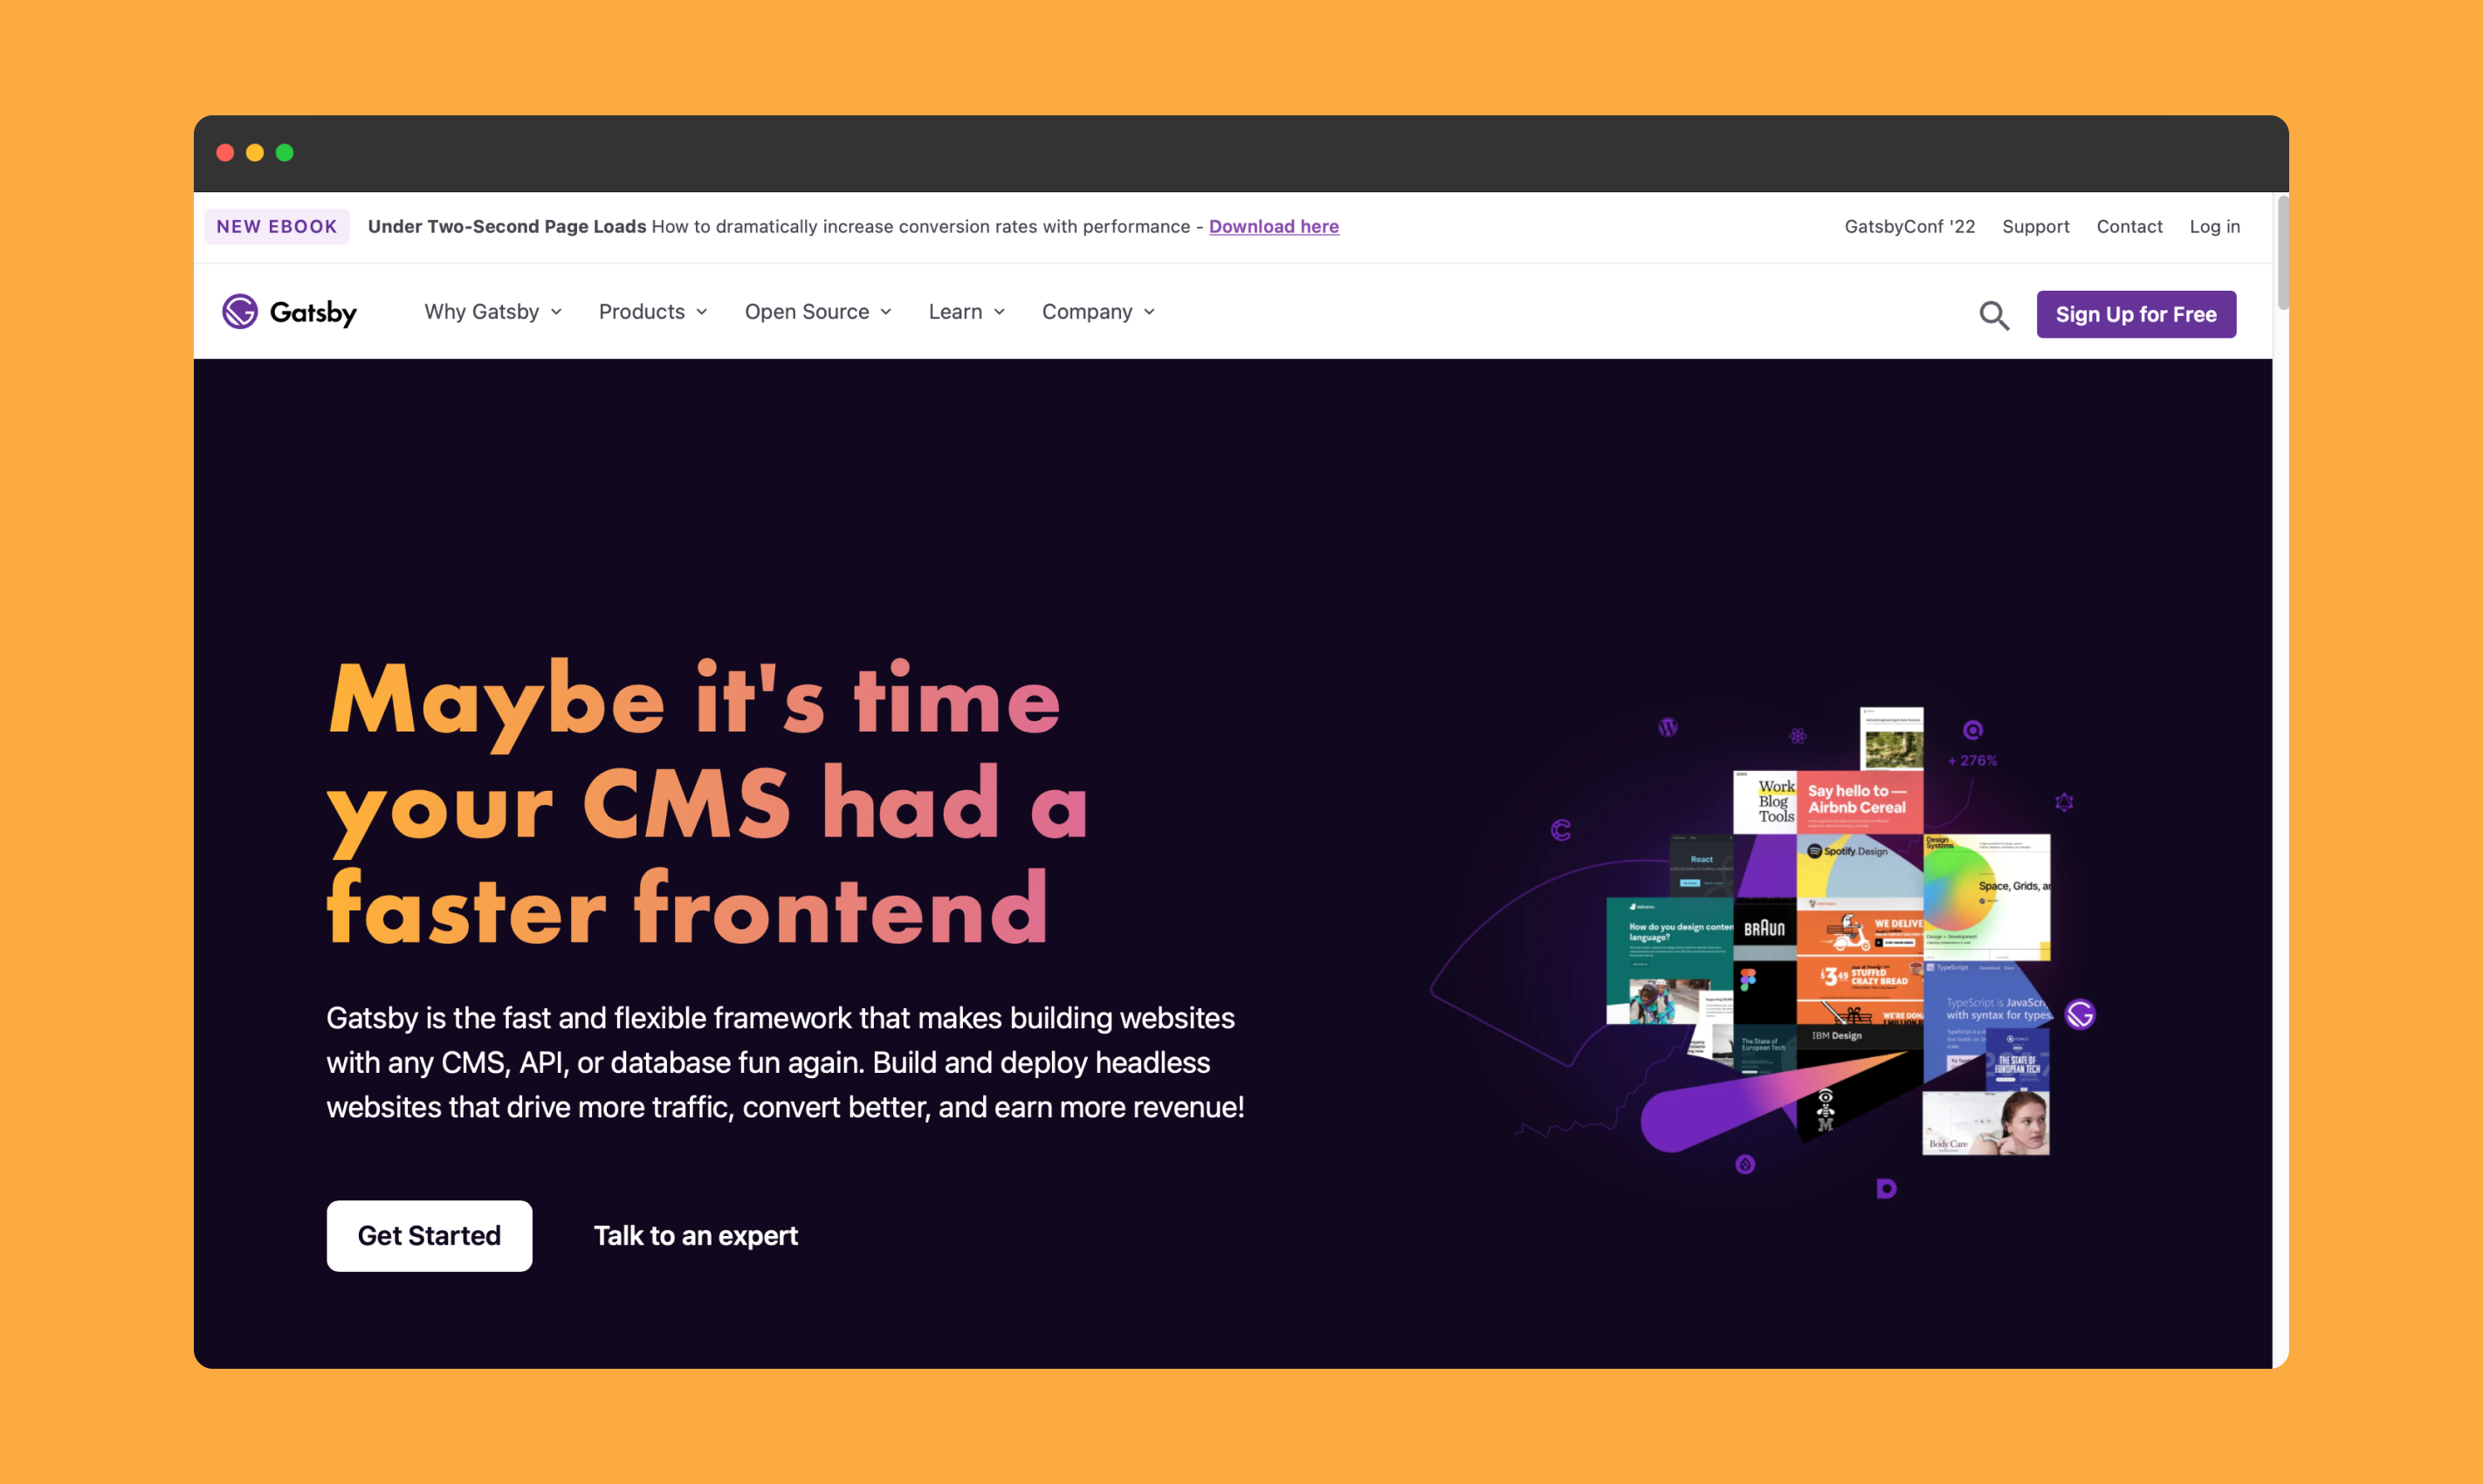 NEW EBOOK Under Two-Second Page Loads How to dramatically increase conversion rates with performance - Download here
GatsbyConf '22 Support Contact Log in
Gatsby Why Gatsby Products Open Source Learn Company Sign Up for Free
Maybe it's time
your CMS had a
faster frontend
Gatsby is the fast and flexible framework that makes building websites
with any CMS, API, or database fun again. Build and deploy headless
websites that drive more traffic, convert better, and earn more revenue!
Get Started Talk to an expert
+ 276%
Work
Blog
Tools
Say hello to —
Airbnb Cereal
React
Spotify.Design
Design
Systems
Space, Grids,
How do you design
language?
BRAUN
WE DELIVE
$3.49 STUFFED
CRAZY BREAD
WE'RE
TypeScript
TypeScript is
with syntax for types
IBM Design
The State of
European Tech
THE STATE OF
EUROPEAN TECH
M
Body Care